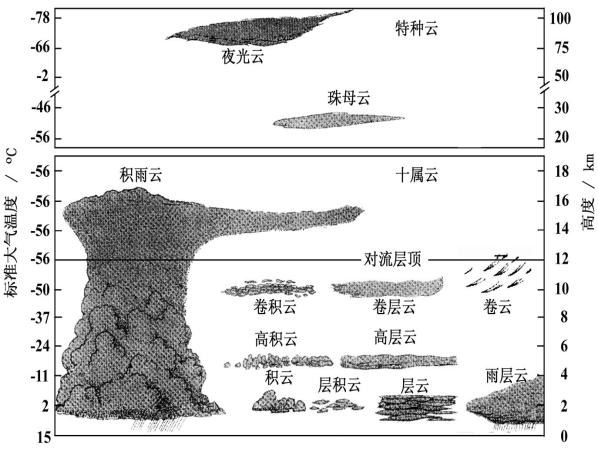 -78
特种云
100
-66
夜光云
75
-2
50
-46
珠母云
30
-56
20
标准大气温度 / ℃
高度 / km
-56
积雨云
十属云
18
-56
16
-56
14
-56
对流层顶
12
-50
10
卷积云
卷层云
卷云
-37
8
高积云
高层云
-24
6
-11
积云
层积云
层云
雨层云
4
2
2
15
0